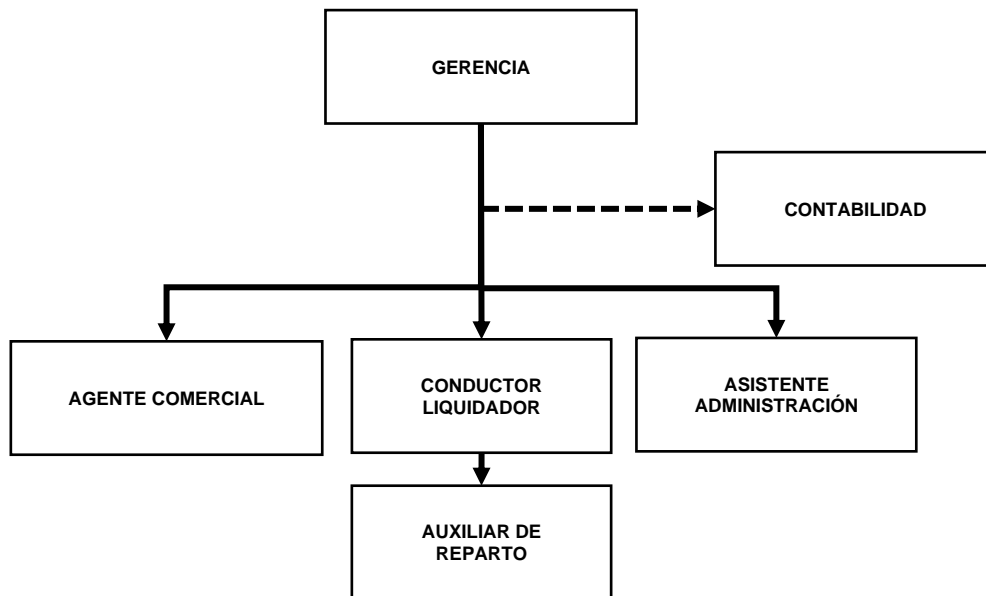 GERENCIA
CONTABILIDAD
AGENTE COMERCIAL
CONDUCTOR
LIQUIDADOR
ASISTENTE
ADMINISTRACIÓN
AUXILIAR DE
REPARTO